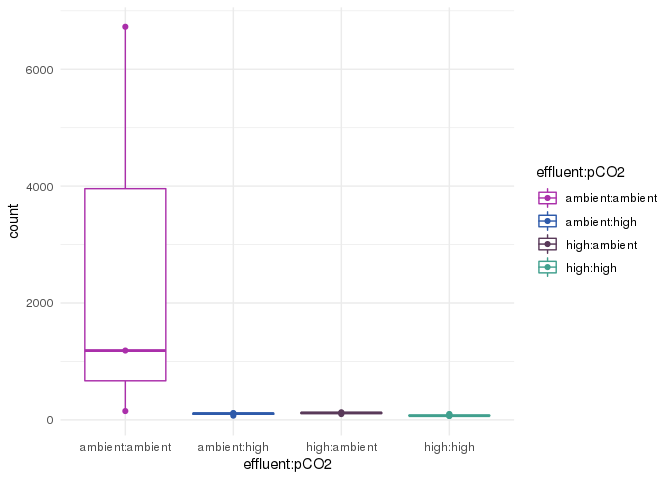 6000
4000
2000
0
count
ambient:ambient
ambient:high
high:ambient
high:high
effluent:pCO2
effluent:pCO2
ambient:ambient
ambient:high
high:ambient
high:high